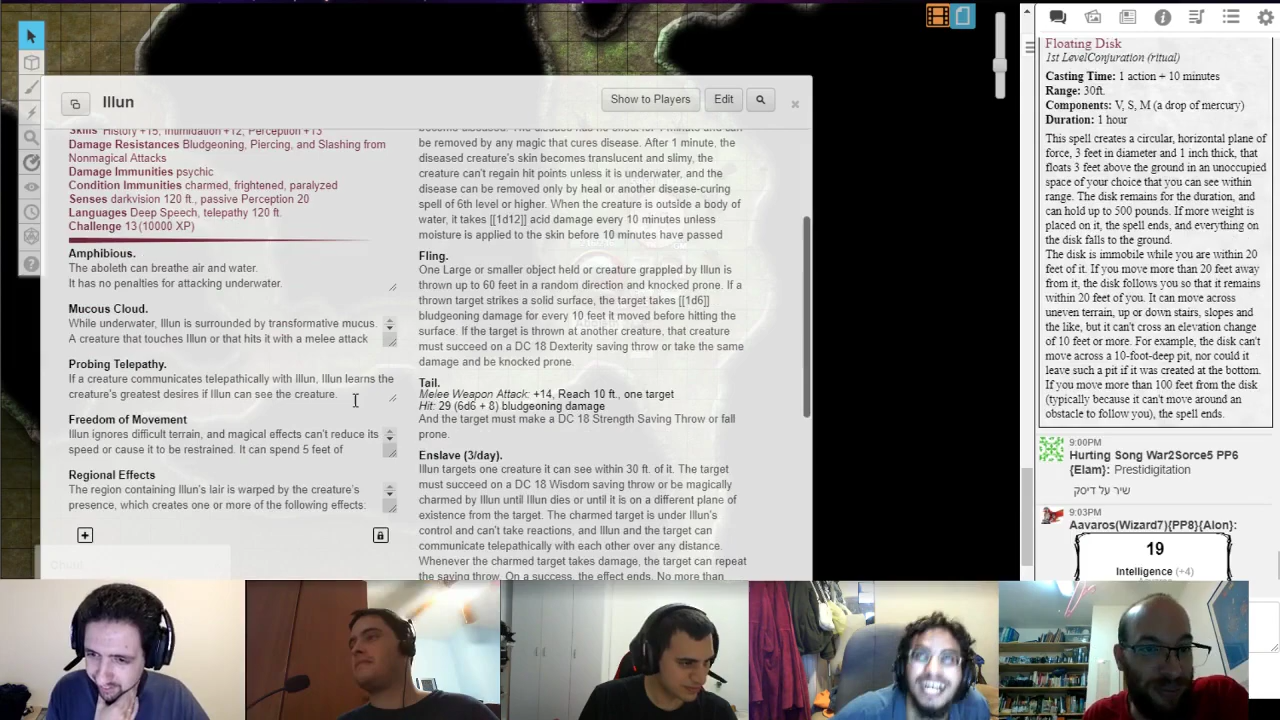 Illun
Show to Players
Edit
Skills History +15, Intimidation +12, Perception +13
Damage Resistances Bludgeoning, Piercing, and Slashing from
Nonmagical Attacks
Damage Immunities psychic
Condition Immunities charmed, frightened, paralyzed
Senses darkvision 120 ft., passive Perception 20
Languages Deep Speech, telepathy 120 ft.
Challenge 13 (10000 XP)
Amphibious.
The aboleth can breathe air and water.
It has no penalties for attacking underwater.
Mucous Cloud.
While underwater, Illun is surrounded by transformative mucus.
A creature that touches Illun or that hits it with a melee attack
Probing Telepathy.
If a creature communicates telepathically with Illun, Illun learns the
creature's greatest desires if Illun can see the creature.
Freedom of Movement
Illun ignores difficult terrain, and magical effects can't reduce its
speed or cause it to be restrained. It can spend 5 feet of
Regional Effects
The region containing Illun's lair is warped by the creature's
presence, which creates one or more of the following effects:
become diseased. The disease has no effect for 1 minute and can
be removed by any magic that cures disease. After 1 minute, the
diseased creature's skin becomes translucent and slimy, the
creature can't regain hit points unless it is underwater, and the
disease can be removed only by heal or another disease-curing
spell of 6th level or higher. When the creature is outside a body of
water, it takes [[1d12]] acid damage every 10 minutes unless
moisture is applied to the skin before 10 minutes have passed
Fling.
One Large or smaller object held or creature grappled by Illun is
thrown up to 60 feet in a random direction and knocked prone. If a
thrown target strikes a solid surface, the target takes [[1d6]]
bludgeoning damage for every 10 feet it moved before hitting the
surface. If the target is thrown at another creature, that creature
must succeed on a DC 18 Dexterity saving throw or take the same
damage and be knocked prone.
Tail.
Melee Weapon Attack: +14, Reach 10 ft., one target
Hit: 29 (6d6 + 8) bludgeoning damage
And the target must make a DC 18 Strength Saving Throw or fall
prone.
Enslave (3/day).
Illun targets one creature it can see within 30 ft. of it. The target
must succeed on a DC 18 Wisdom saving throw or be magically
charmed by Illun until Illun dies or until it is on a different plane of
existence from the target. The charmed target is under Illun's
control and can't take reactions, and Illun and the target can
communicate telepathically with each other over any distance.
Whenever the charmed target takes damage, the target can repeat
the saving throw. On a success, the effect ends. No more than
Floating Disk
1st LevelConjuration (ritual)
Casting Time: 1 action + 10 minutes
Range: 30ft.
Components: V, S, M (a drop of mercury)
Duration: 1 hour
This spell creates a circular, horizontal plane of
force, 3 feet in diameter and 1 inch thick, that
floats 3 feet above the ground in an unoccupied
space of your choice that you can see within
range. The disk remains for the duration, and
can hold up to 500 pounds. If more weight is
placed on it, the spell ends, and everything on
the disk falls to the ground.
The disk is immobile while you are within 20
feet of it. If you move more than 20 feet away
from it, the disk follows you so that it remains
within 20 feet of you. It can move across
uneven terrain, up or down stairs, slopes and
the like, but it can't cross an elevation change
of 10 feet or more. For example, the disk can't
move across a 10-foot-deep pit, nor could it
leave such a pit if it was created at the bottom.
If you move more than 100 feet from the disk
(typically because it can't move around an
obstacle to follow you), the spell ends.
9:00PM
Hurting Song War2Sorce5 PP6
{Elam}: Prestidigitation
שיר על דיסק
9:03PM
Aavaros(Wizard7){PP8}{Alon}:
19
Intelligence (+4)